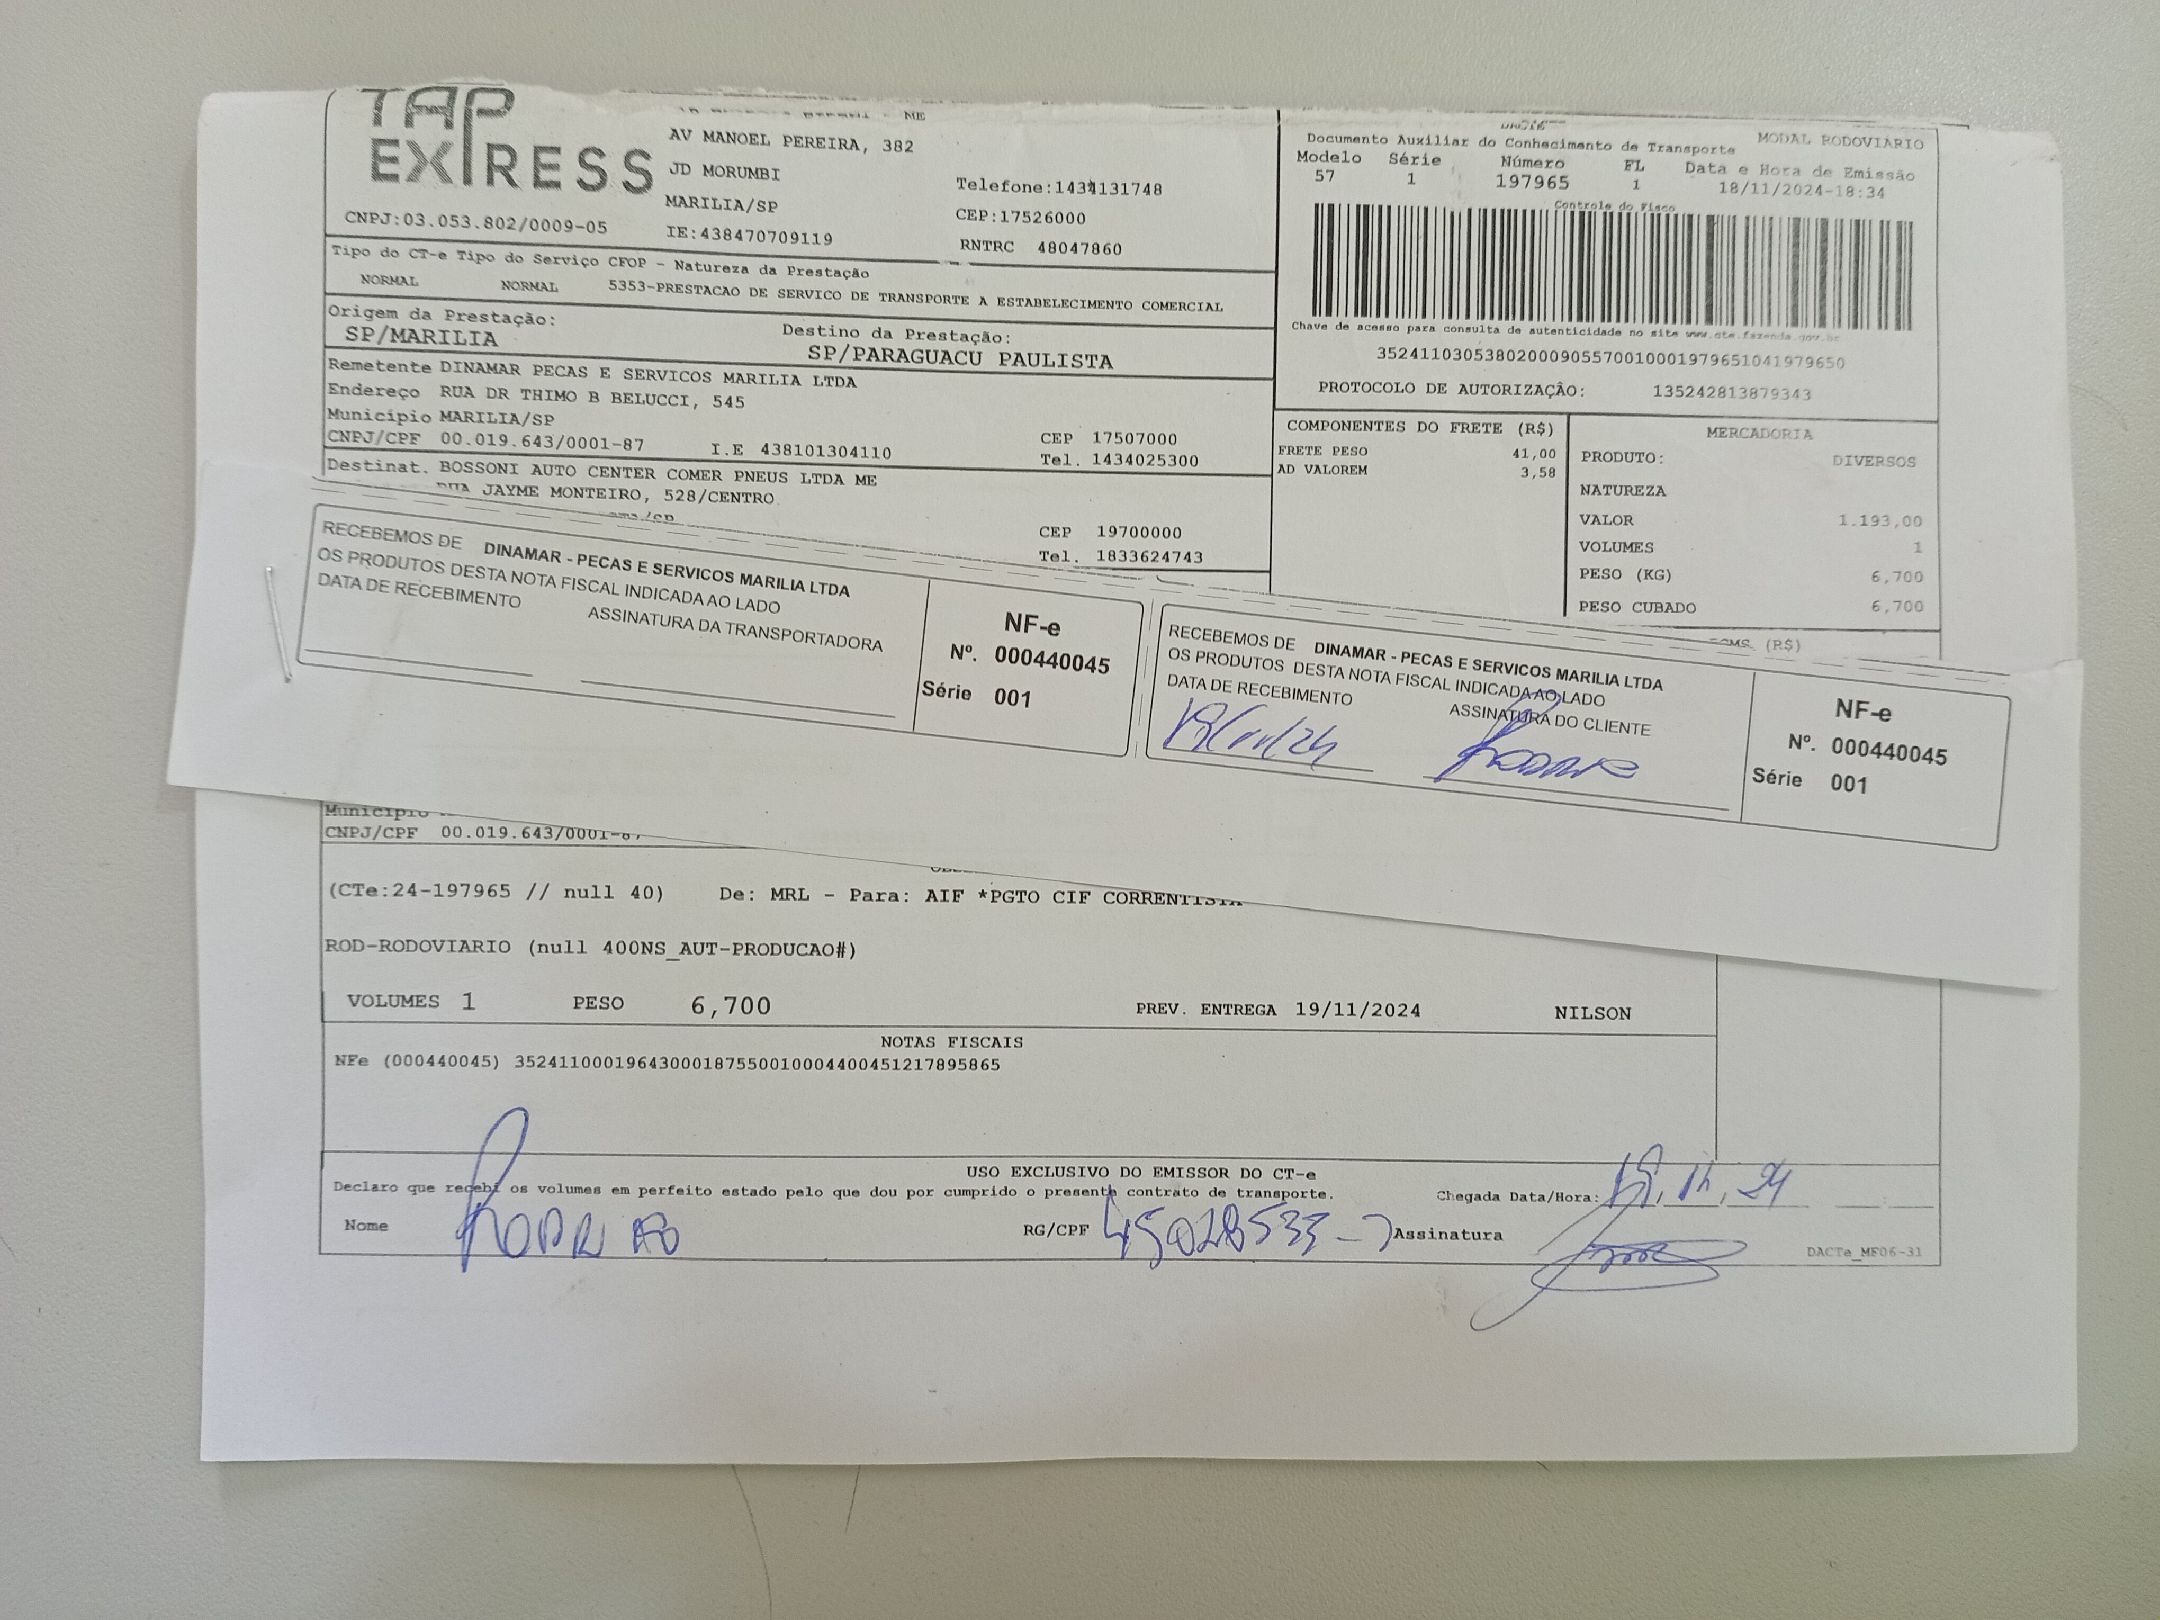 TAP
EXPRESS
CNPJ:03.053.802/0009-05
AV MANOEL PEREIRA, 382
JD MORUMBI
MARILIA/SP
IE:438470709119
Telefone:1434131748
CEP:17526000
RNTRC 48047860
Documento Auxiliar do Conhecimento de Transporte
MODAL RODOVIARIO
Modelo Série Número FL Data e Hora de Emissão
57 1 197965 1 18/11/2024-18:34
Controle do Fisco
Chave de acesso para consulta de autenticidade no site www.cte.fazenda.gov.br
35241103053802000905570010001979651041979650
PROTOCOLO DE AUTORIZAÇÃO: 135242813879343
Tipo do CT-e Tipo do Serviço CFOP - Natureza da Prestação
NORMAL NORMAL 5353-PRESTACAO DE SERVICO DE TRANSPORTE A ESTABELECIMENTO COMERCIAL
Origem da Prestação: Destino da Prestação:
SP/MARILIA SP/PARAGUACU PAULISTA
Remetente DINAMAR PECAS E SERVICOS MARILIA LTDA
Endereço RUA DR THIMO B BELUCCI, 545
Município MARILIA/SP
CNPJ/CPF 00.019.643/0001-87 I.E 438101304110
CEP 17507000
Tel. 1434025300
Destinat. BOSSONI AUTO CENTER COMER PNEUS LTDA ME
RUA JAYME MONTEIRO, 528/CENTRO
CEP 19700000
Tel. 1833624743
COMPONENTES DO FRETE (R$)
FRETE PESO 41,00
AD VALOREM 3,58
MERCADORIA
PRODUTO: DIVERSOS
NATUREZA
VALOR 1.193,00
VOLUMES 1
PESO (KG) 6,700
PESO CUBADO 6,700
(R$)
RECEBEMOS DE DINAMAR - PECAS E SERVICOS MARILIA LTDA
OS PRODUTOS DESTA NOTA FISCAL INDICADA AO LADO
DATA DE RECEBIMENTO ASSINATURA DA TRANSPORTADORA
NF-e
Nº. 000440045
Série 001
RECEBEMOS DE DINAMAR - PECAS E SERVICOS MARILIA LTDA
OS PRODUTOS DESTA NOTA FISCAL INDICADA AO LADO
DATA DE RECEBIMENTO ASSINATURA DO CLIENTE
19/11/24
NF-e
Nº. 000440045
Série 001
Município
CNPJ/CPF 00.019.643/0001-87
(CTe:24-197965 // null 40) De: MRL - Para: AIF *PGTO CIF CORRENTISTA
ROD-RODOVIARIO (null 400NS_AUT-PRODUCAO#)
VOLUMES 1 PESO 6,700 PREV. ENTREGA 19/11/2024 NILSON
NOTAS FISCAIS
NFe (000440045) 35241100019643000187550010004400451217895865
USO EXCLUSIVO DO EMISSOR DO CT-e
Declaro que recebi os volumes em perfeito estado pelo que dou por cumprido o presente contrato de transporte.
Chegada Data/Hora: 19, 11, 24
Nome RODRIGO RG/CPF 45028533-7 Assinatura
DACTe_MF06-31